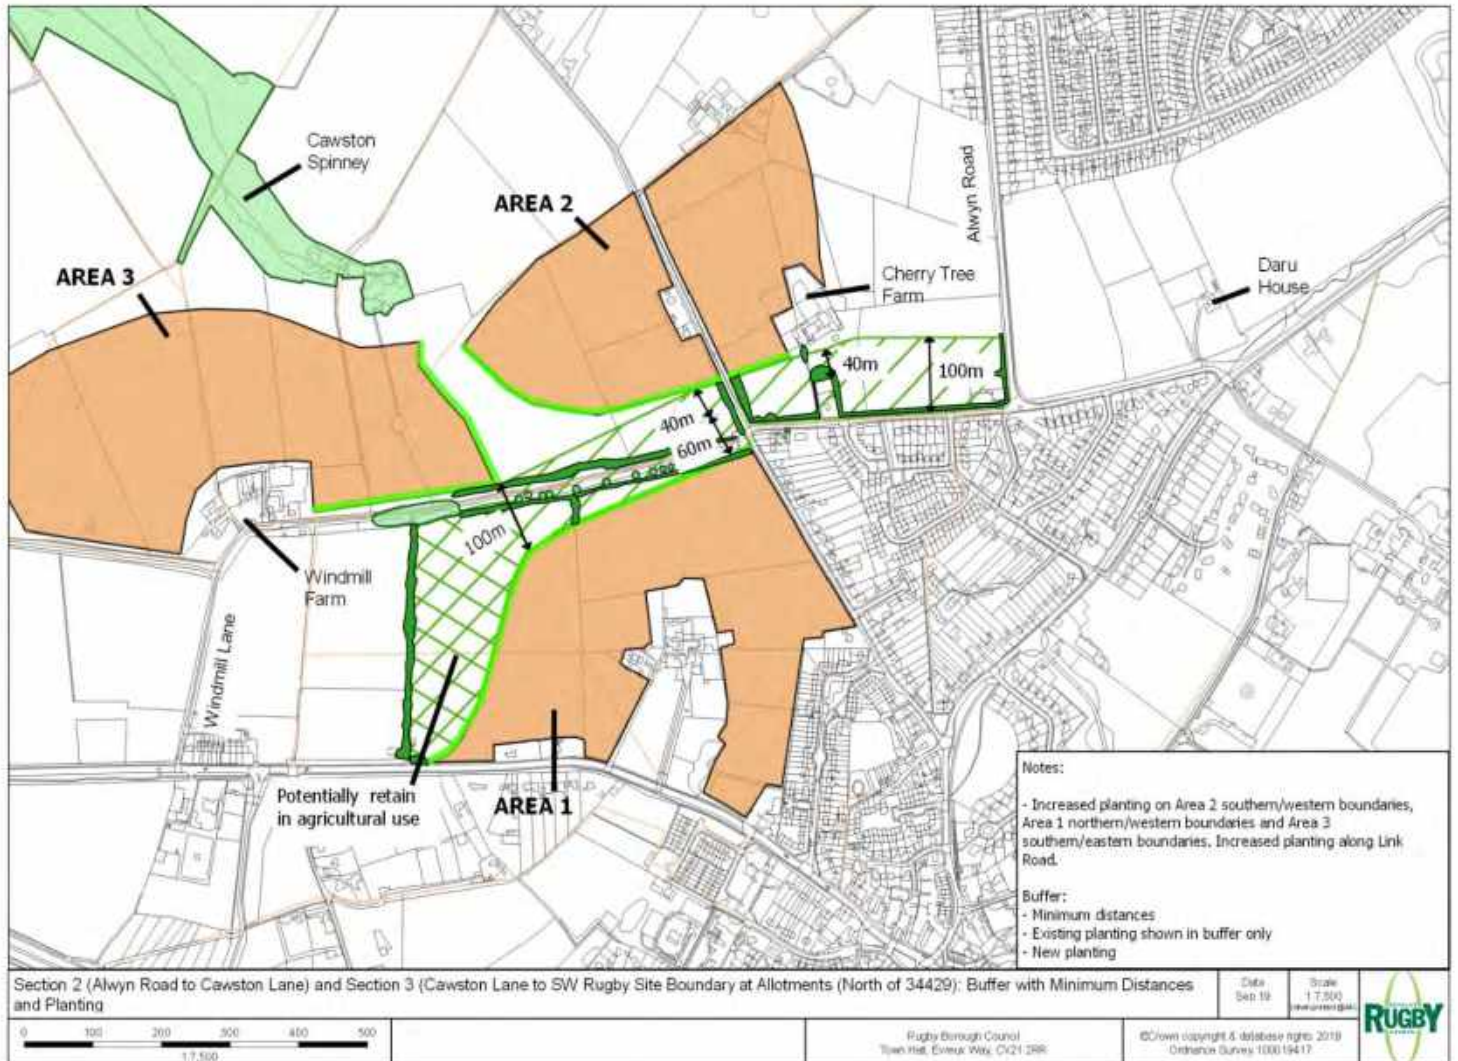 Cawston
Spinney
AREA 2
AREA 3
Alwyn Road
Cherry Tree
Farm
Daru
House
40m
100m
40m
60m
100m
Windmill
Farm
Windmill Lane
Potentially retain
in agricultural use
AREA 1
Notes:
- Increased planting on Area 2 southern/western boundaries,
Area 1 northern/western boundaries and Area 3
southern/eastern boundaries. Increased planting along Link
Road.
Buffer:
- Minimum distances
- Existing planting shown in buffer only
- New planting
Section 2 (Alwyn Road to Cawston Lane) and Section 3 (Cawston Lane to SW Rugby Site Boundary at Allotments (North of 34429): Buffer with Minimum Distances
and Planting
Date
Sep 19
Scale
1:7,500
0 100 200 300 400 500
1:7,500
Rugby Borough Council
Town Hall, Evreux Way, CV21 2RR
©Crown copyright & database rights 2019
Ordnance Survey 100019417
RUGBY